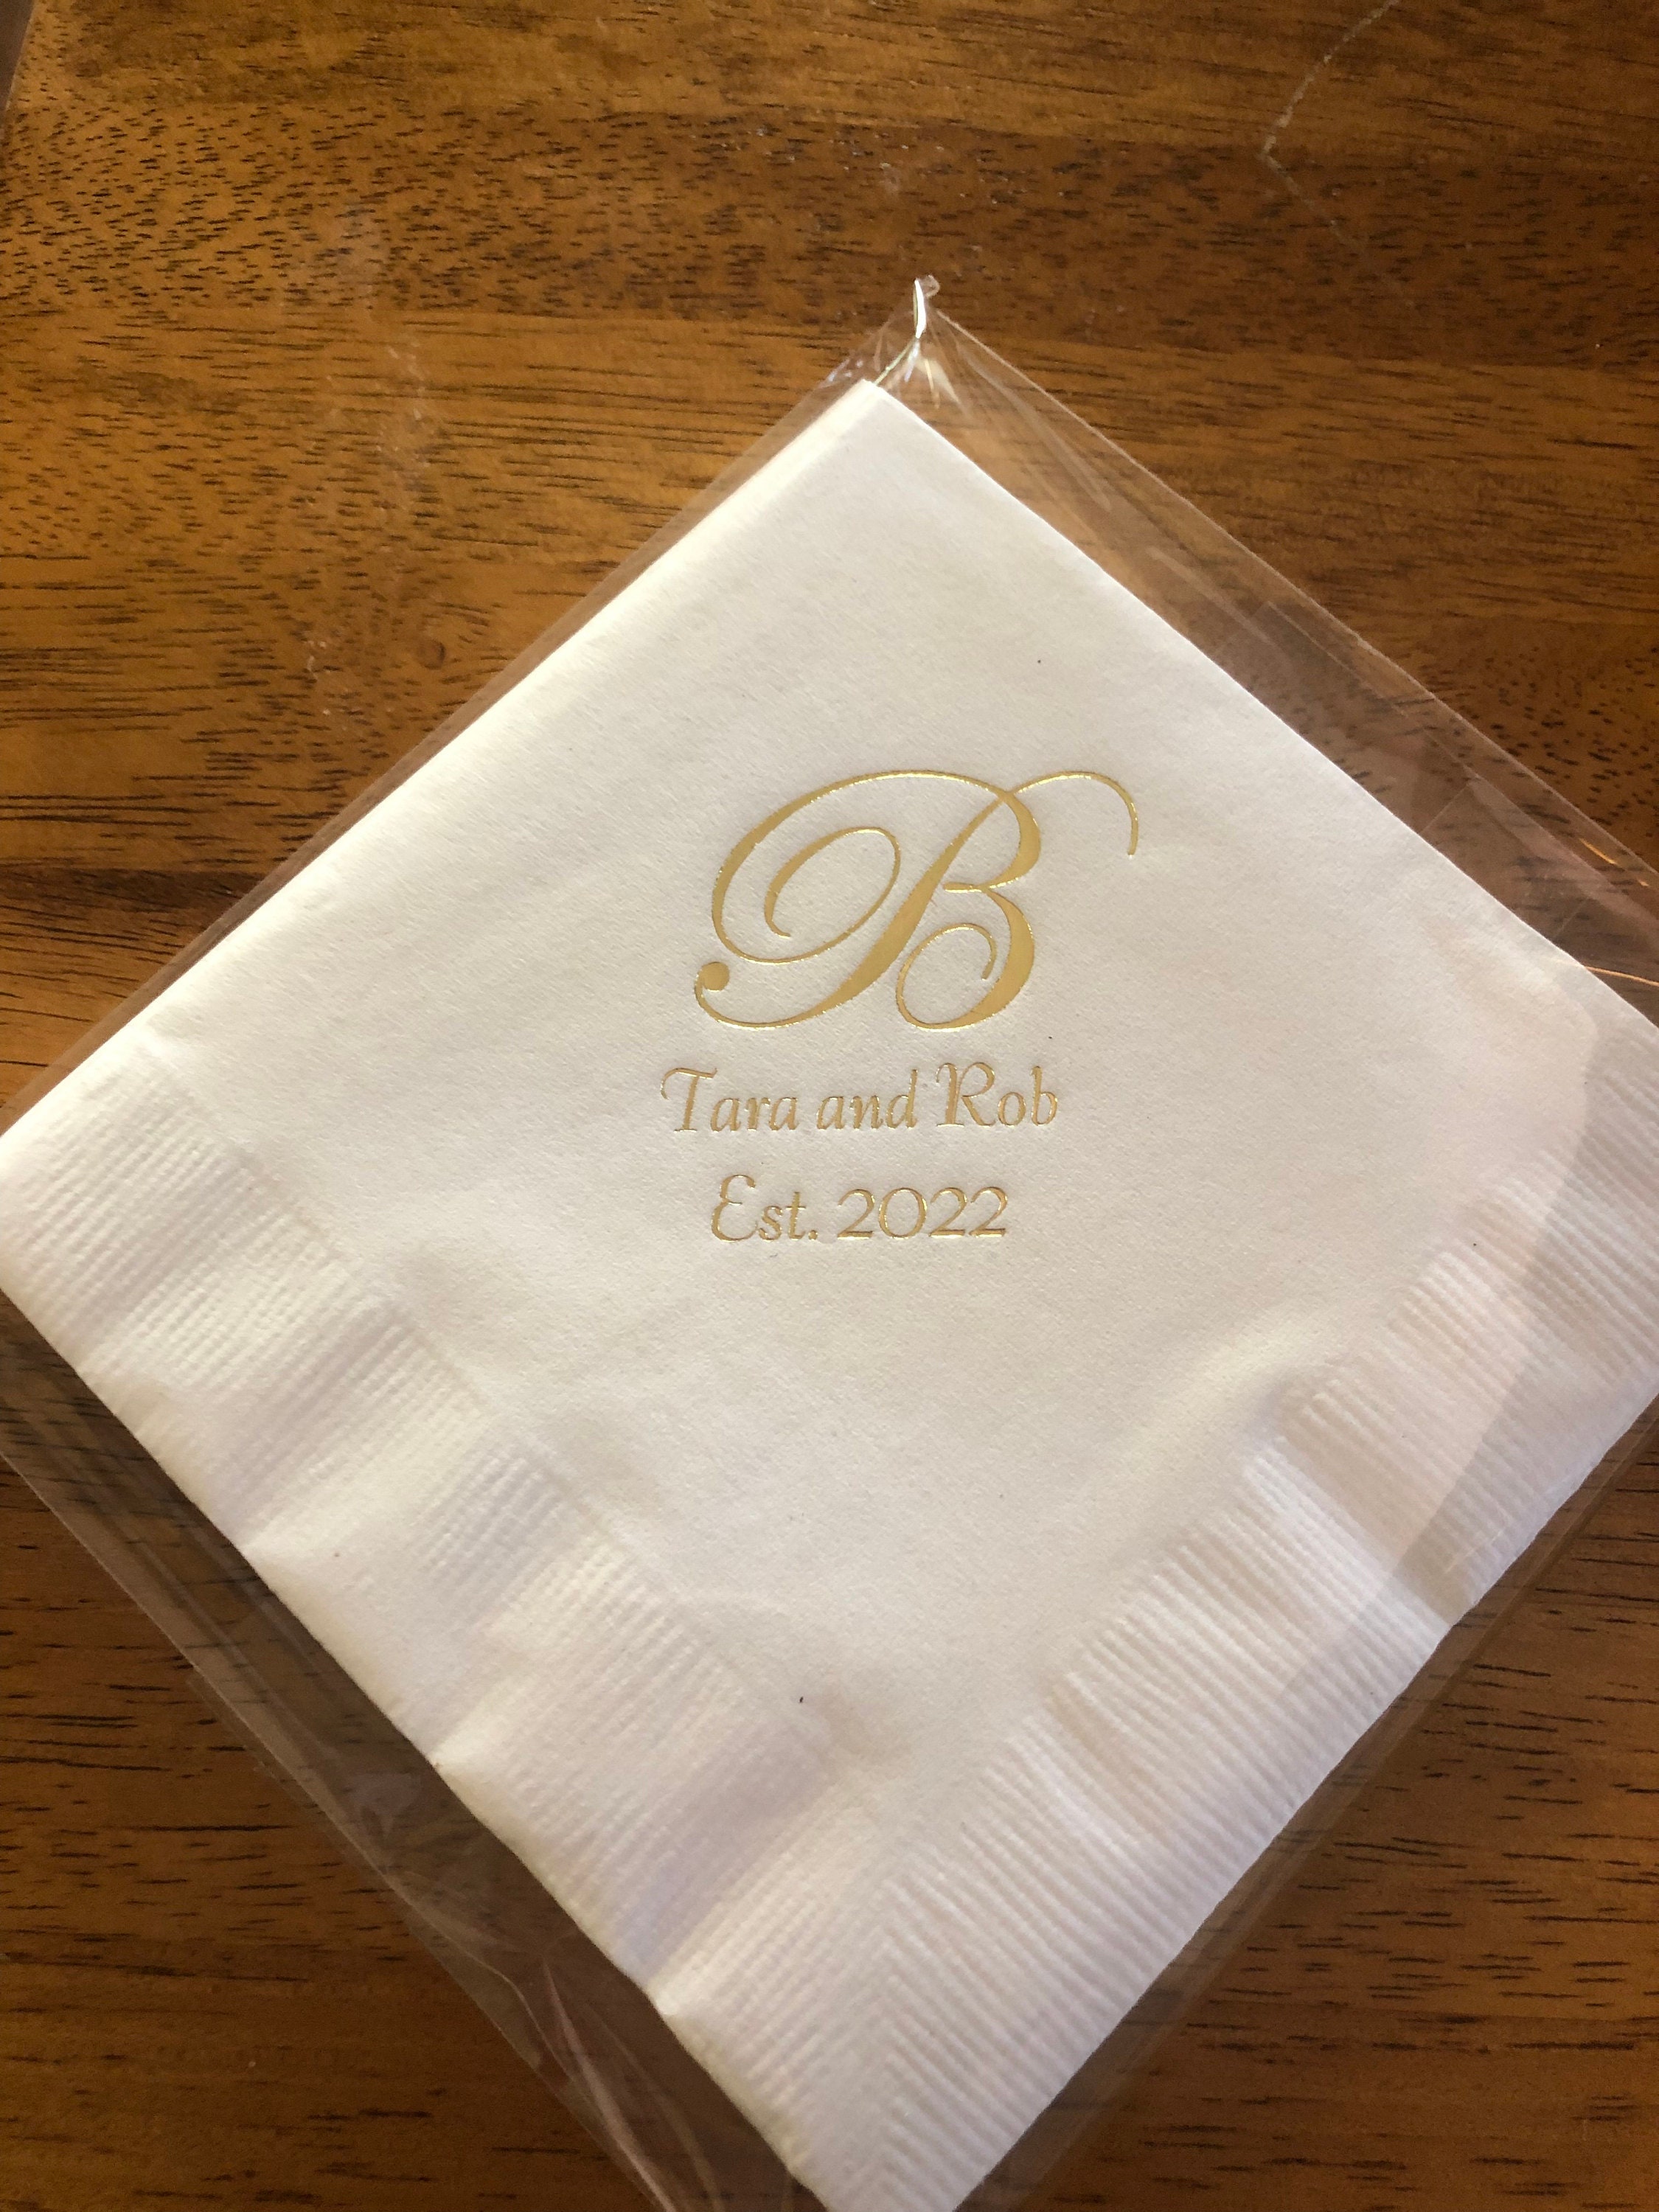 B
Tara and Rob
Est. 2022